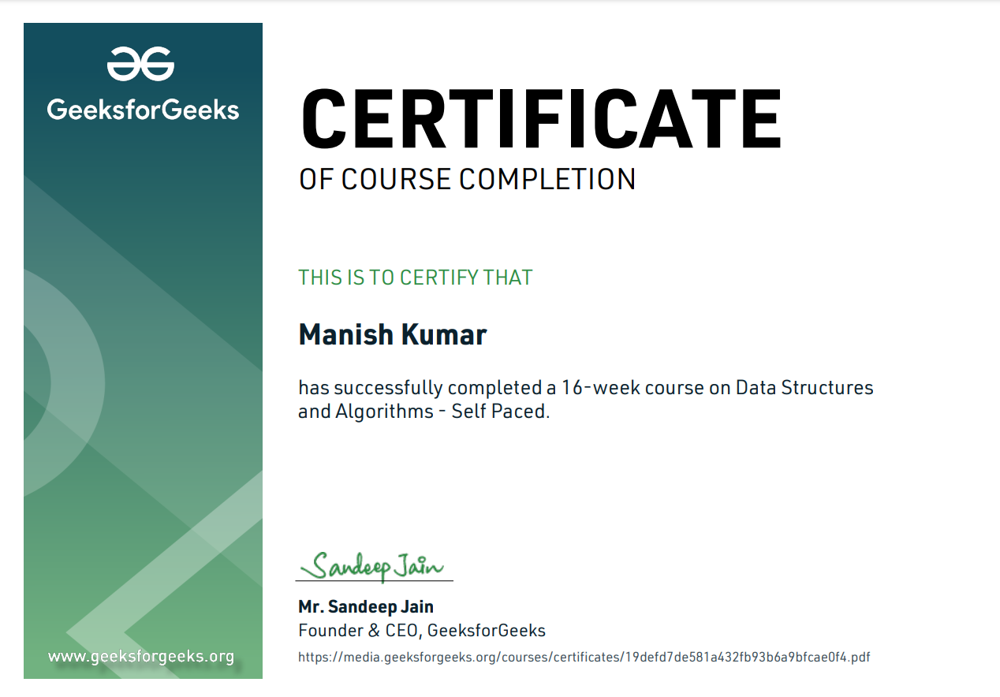 GeeksforGeeks
CERTIFICATE
OF COURSE COMPLETION
THIS IS TO CERTIFY THAT
Manish Kumar
has successfully completed a 16-week course on Data Structures
and Algorithms - Self Paced.
Sandeep Jain
Mr. Sandeep Jain
Founder & CEO, GeeksforGeeks
https://media.geeksforgeeks.org/courses/certificates/19defd7de581a432fb93b6a9bfcae0f4.pdf
www.geeksforgeeks.org